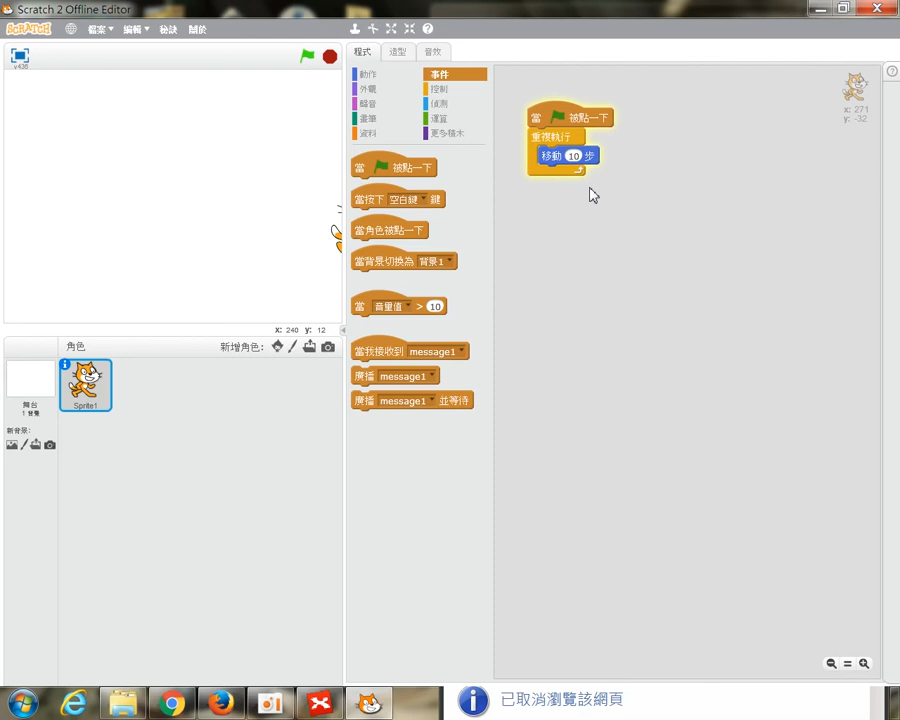 Scratch 2 Offline Editor
SCRATCH 檔案 編輯 秘訣 關於
v436
程式 造型 音效
動作 事件
外觀 控制
聲音 偵測
畫筆 運算
資料 更多積木
當 被點一下
當按下 空白鍵 鍵
當角色被點一下
當背景切換為 背景1
當 音量值 > 10
當我接收到 message1
廣播 message1
廣播 message1 並等待
當 被點一下
重複執行
移動 10 步
x: 271
y: -32
x: 240 y: 12
角色 新增角色:
舞台
1 背景
新背景:
Sprite1
已取消瀏覽該網頁